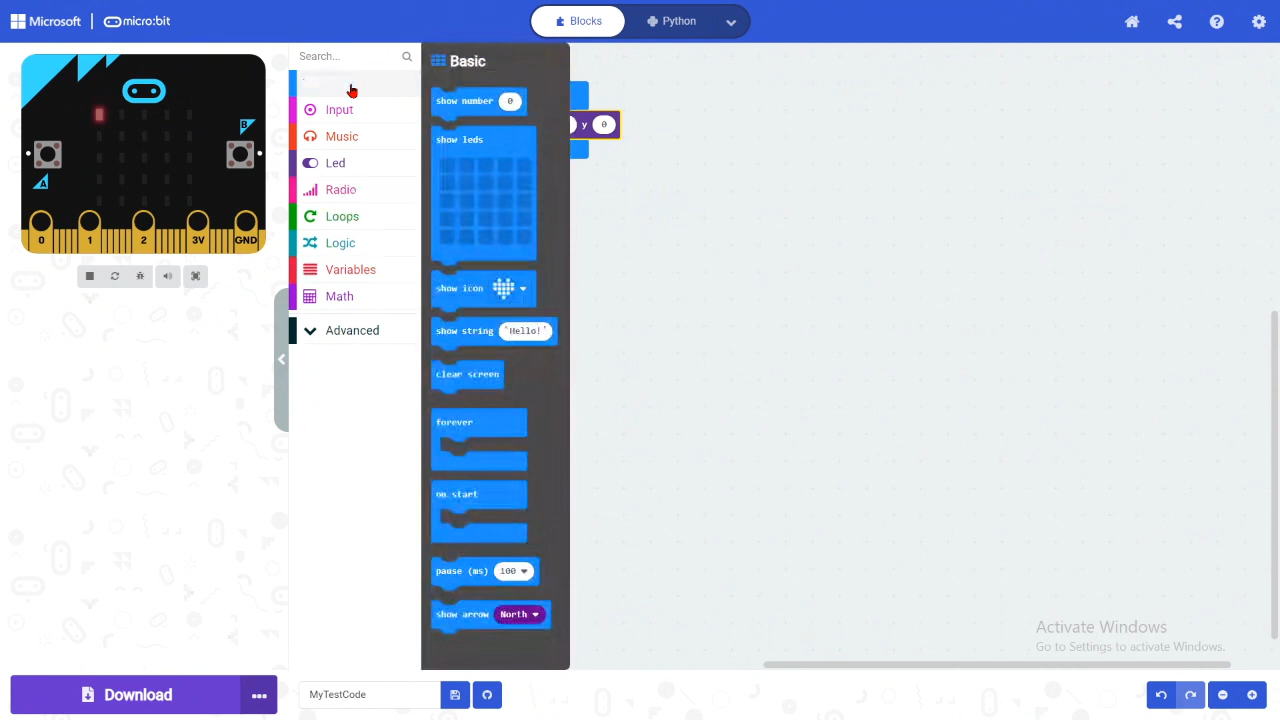 Microsoft micro:bit Blocks Python
Search... Basic
Input
Music
Led
Radio
Loops
Logic
Variables
Math
Advanced
show number 0
show leds
show icon
show string "Hello!"
clear screen
forever
on start
pause (ms) 100
show arrow North
y 0
A
B
0 1 2 3V GND
Activate Windows
Go to Settings to activate Windows.
Download ... MyTestCode